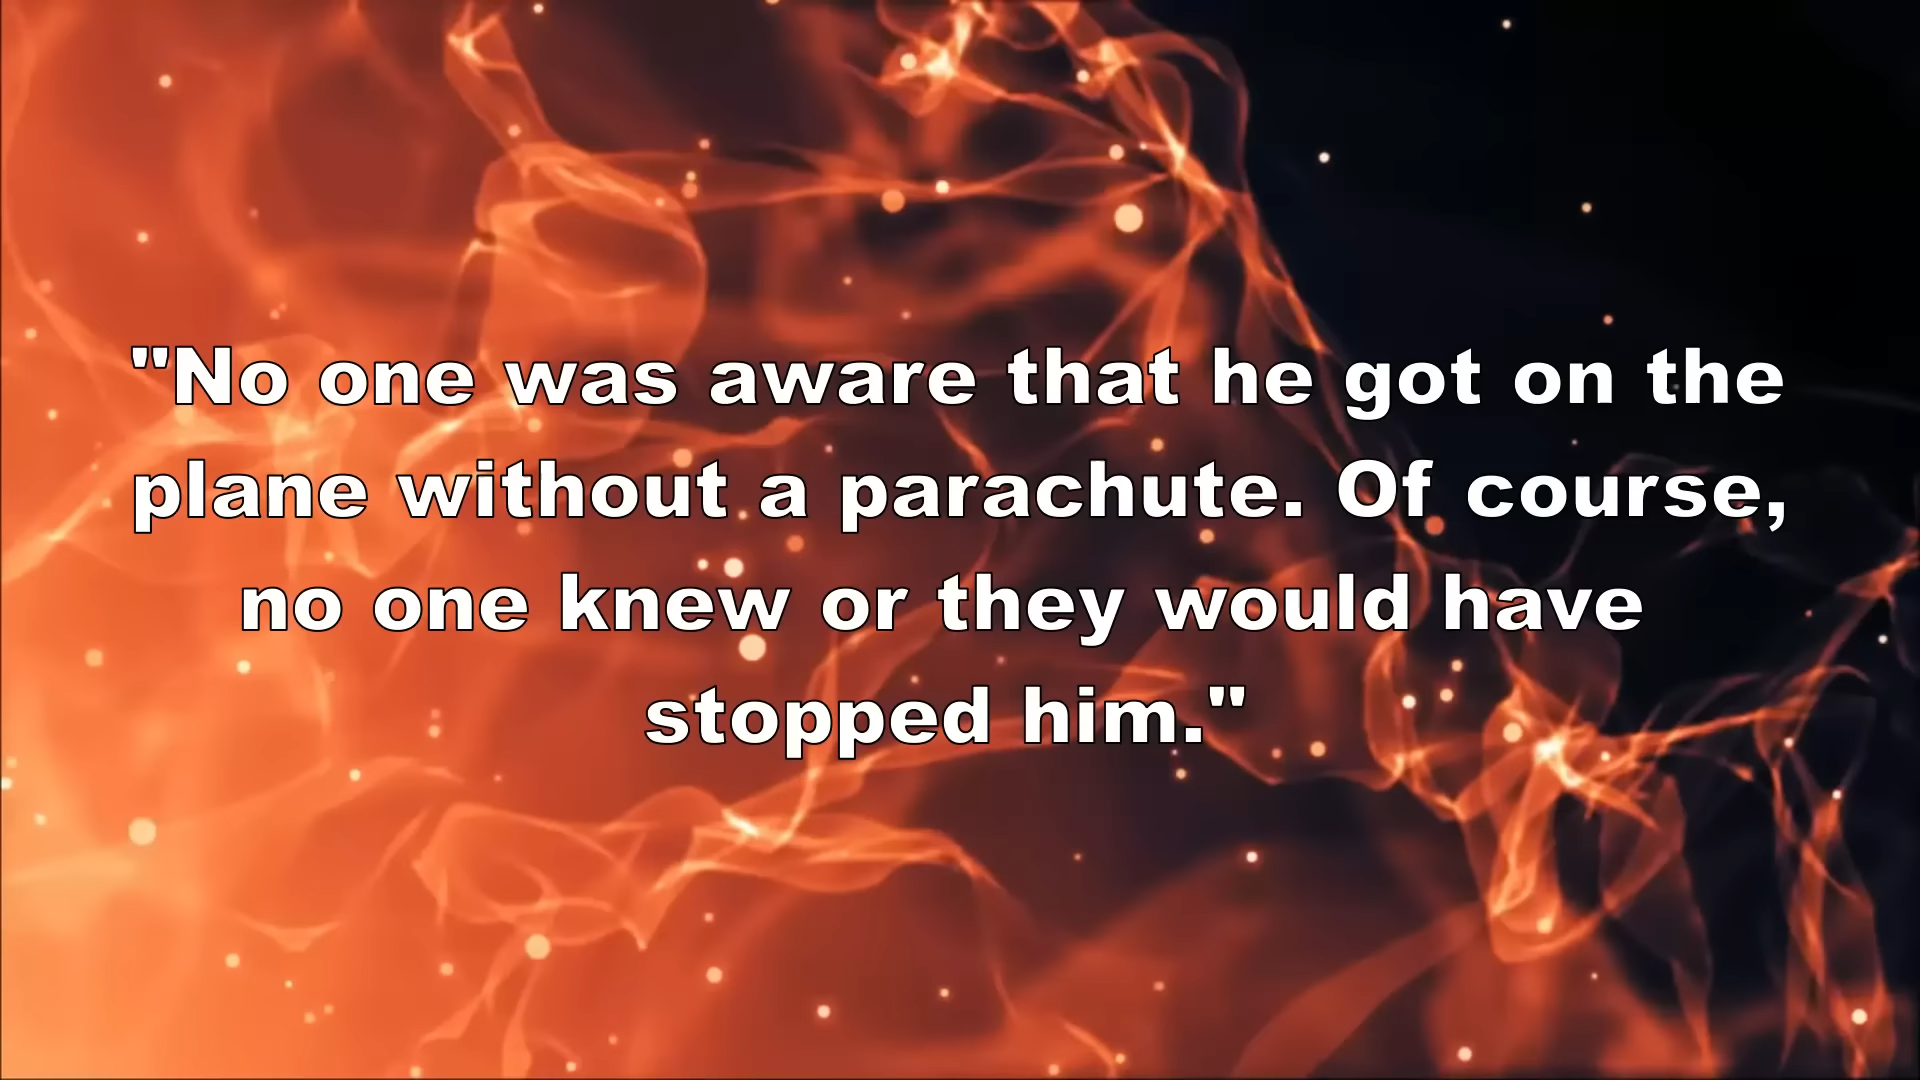 "No one was aware that he got on the
plane without a parachute. Of course,
no one knew or they would have
stopped him."